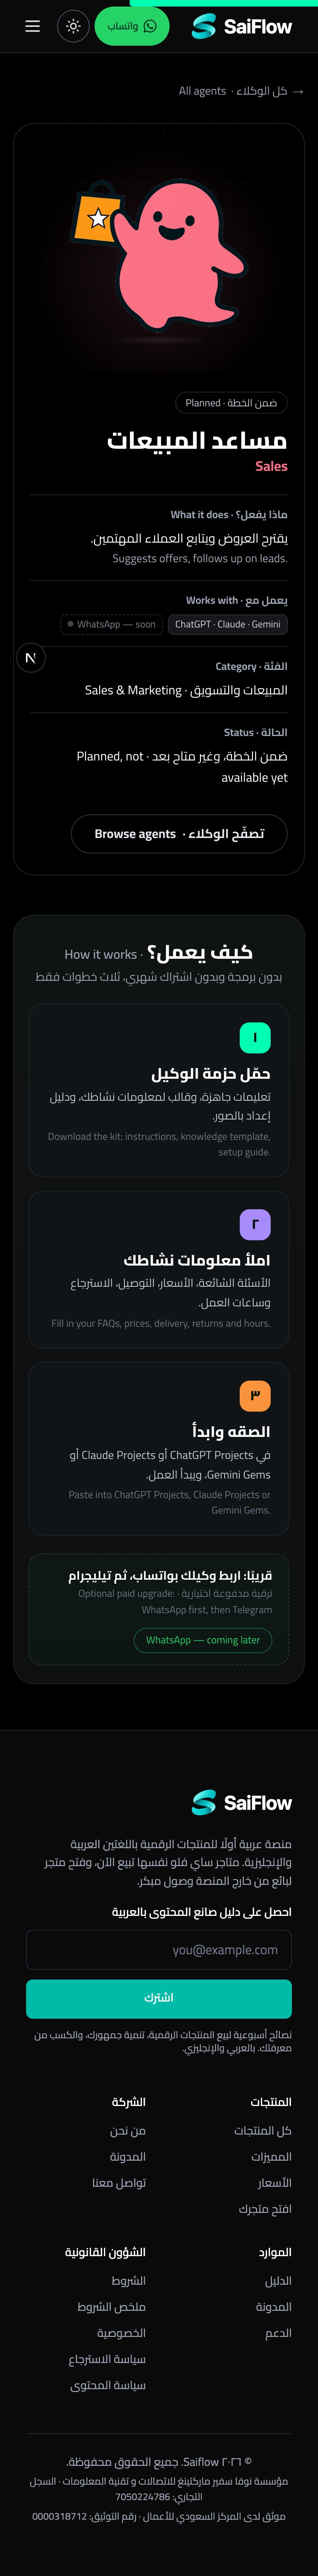 SaiFlow
واتساب
→ كل الوكلاء · All agents
ضمن الخطة · Planned
مساعد المبيعات
Sales
ماذا يفعل؟ · What it does
يقترح العروض ويتابع العملاء المهتمين.
Suggests offers, follows up on leads.
يعمل مع · Works with
ChatGPT · Claude · Gemini
WhatsApp — soon
N
الفئة · Category
المبيعات والتسويق · Sales & Marketing
الحالة · Status
ضمن الخطة، وغير متاح بعد · Planned, not
available yet
تصفّح الوكلاء · Browse agents
كيف يعمل؟ · How it works
بدون برمجة وبدون اشتراك شهري، ثلاث خطوات فقط
١
حمّل حزمة الوكيل
تعليمات جاهزة، وقالب لمعلومات نشاطك، ودليل
إعداد بالصور.
Download the kit: instructions, knowledge template,
setup guide.
٢
املأ معلومات نشاطك
الأسئلة الشائعة، الأسعار، التوصيل، الاسترجاع
وساعات العمل.
Fill in your FAQs, prices, delivery, returns and hours.
٣
الصقه وابدأ
في ChatGPT Projects أو Claude Projects أو
Gemini Gems، ويبدأ العمل.
Paste into ChatGPT Projects, Claude Projects or
Gemini Gems.
قريبًا: اربط وكيلك بواتساب، ثم تيليجرام
ترقية مدفوعة اختيارية · Optional paid upgrade:
WhatsApp first, then Telegram
WhatsApp — coming later
SaiFlow
منصة عربية أولًا للمنتجات الرقمية باللغتين العربية
والإنجليزية. متاجر ساي فلو نفسها تبيع الآن، وفتح متجر
لبائع من خارج المنصة وصول مبكر.
احصل على دليل صانع المحتوى بالعربية
you@example.com
اشترك
نصائح أسبوعية لبيع المنتجات الرقمية، تنمية جمهورك، والكسب من
معرفتك. بالعربي وبالإنجليزي.
المنتجات
كل المنتجات
المميزات
الأسعار
افتح متجرك
الشركة
من نحن
المدونة
تواصل معنا
الموارد
الدليل
المدونة
الدعم
الشؤون القانونية
الشروط
ملخص الشروط
الخصوصية
سياسة الاسترجاع
سياسة المحتوى
© ٢٠٢٦ Saiflow. جميع الحقوق محفوظة.
مؤسسة نوفا سفير ماركتينغ للاتصالات و تقنية المعلومات · السجل
التجاري: 7050224786
موثق لدى المركز السعودي للأعمال · رقم التوثيق: 0000318712